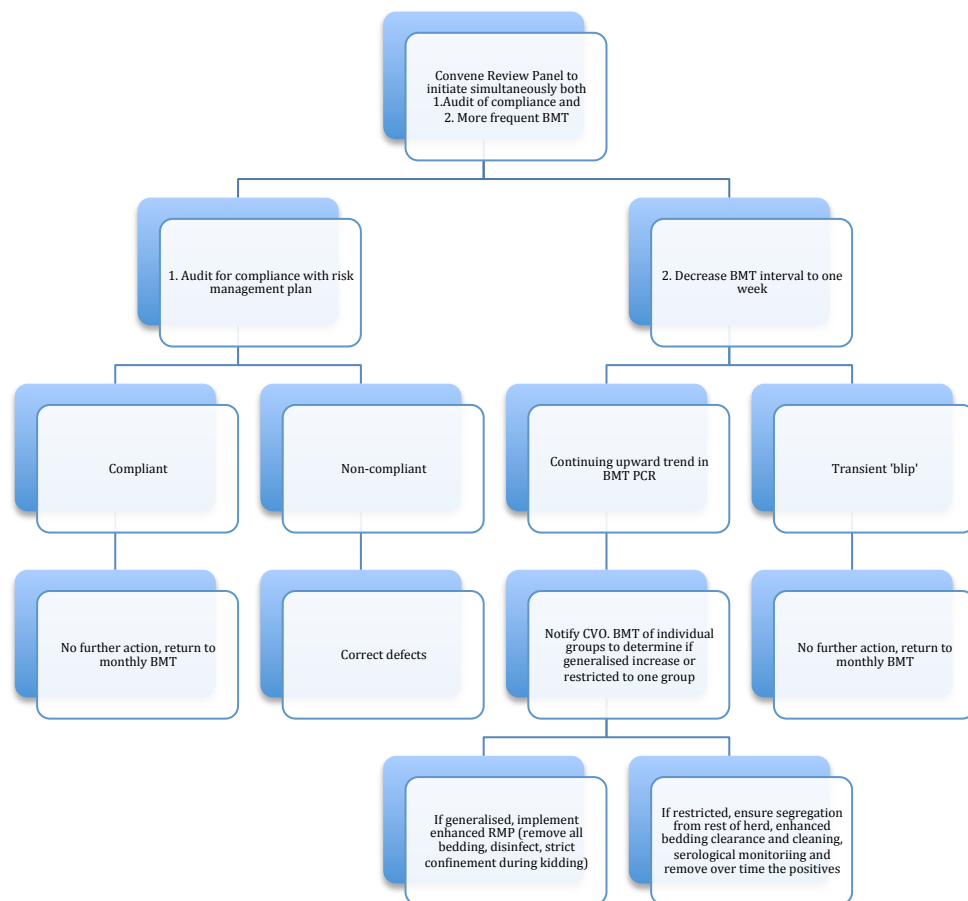 Convene Review Panel to
initiate simultaneously both
1.Audit of compliance and
2. More frequent BMT
1. Audit for compliance with risk
management plan
2. Decrease BMT interval to one
week
Compliant
Non-compliant
Continuing upward trend in
BMT PCR
Transient 'blip'
No further action, return to
monthly BMT
Correct defects
Notify CVO. BMT of individual
groups to determine if
generalised increase or
restricted to one group
No further action, return to
monthly BMT
If generalised, implement
enhanced RMP (remove all
bedding, disinfect, strict
confinement during kidding)
If restricted, ensure segregation
from rest of herd, enhanced
bedding clearance and cleaning,
serological monitoriing and
remove over time the positives